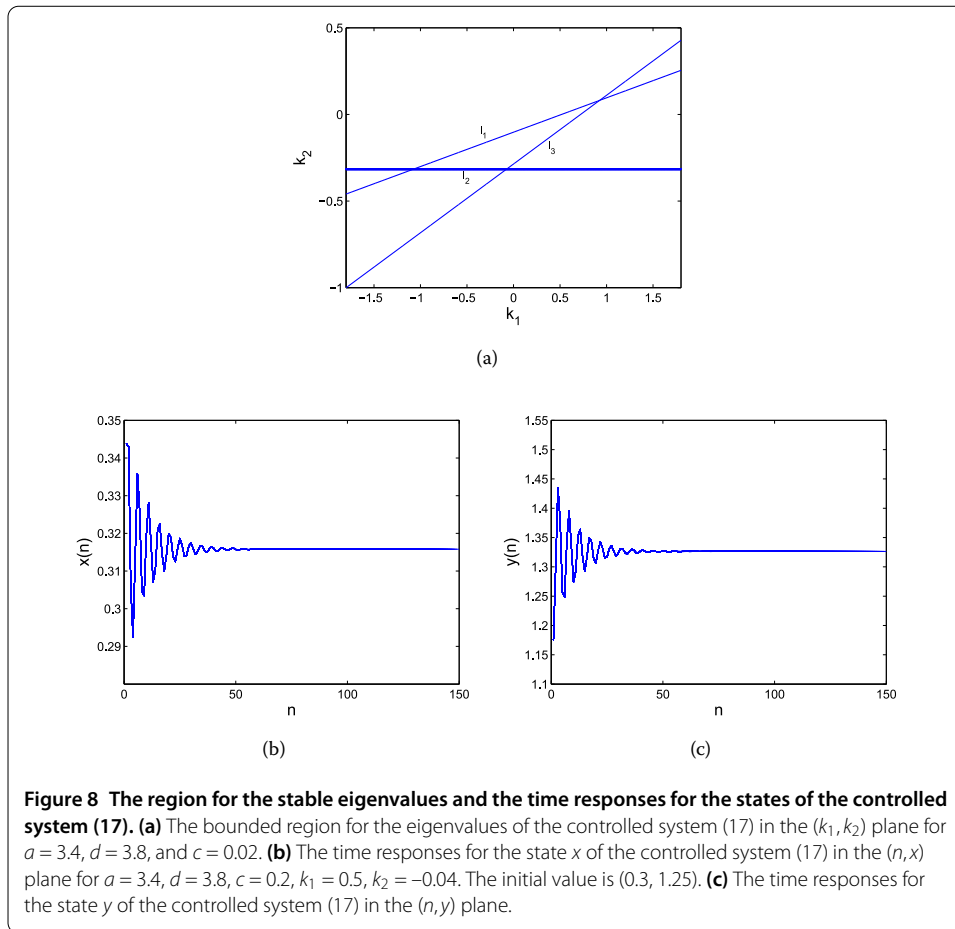 0.5
0
−0.5
−1
k2
l1
l2
l3
−1.5 −1 −0.5 0 0.5 1 1.5
k1
(a)
0.35
0.34
0.33
0.32
0.31
0.3
0.29
x(n)
0 50 100 150
n
(b)
1.55
1.5
1.45
1.4
1.35
1.3
1.25
1.2
1.15
1.1
y(n)
0 50 100 150
n
(c)
Figure 8 The region for the stable eigenvalues and the time responses for the states of the controlled
system (17). (a) The bounded region for the eigenvalues of the controlled system (17) in the (k1, k2) plane for
a = 3.4, d = 3.8, and c = 0.02. (b) The time responses for the state x of the controlled system (17) in the (n, x)
plane for a = 3.4, d = 3.8, c = 0.2, k1 = 0.5, k2 = –0.04. The initial value is (0.3, 1.25). (c) The time responses for
the state y of the controlled system (17) in the (n, y) plane.